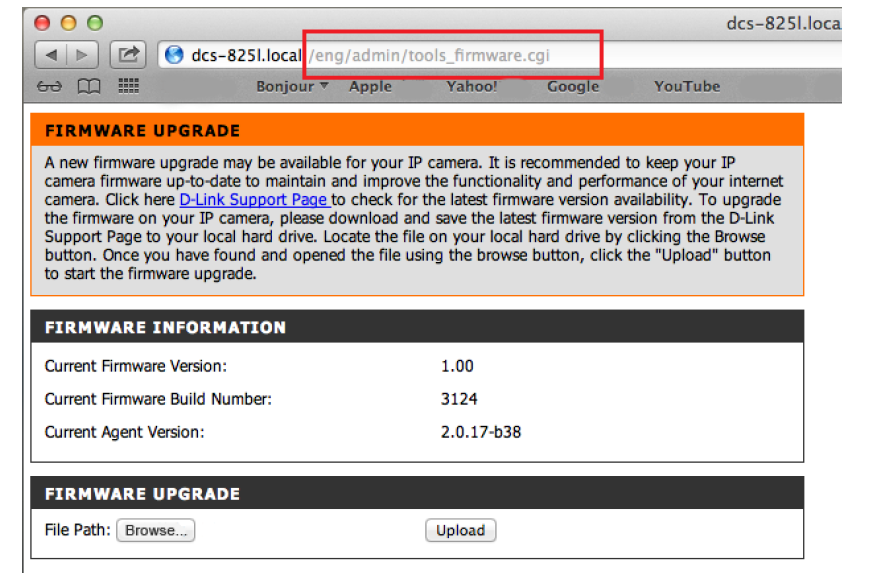 dcs-825l.loca
dcs-825l.local/eng/admin/tools_firmware.cgi
Bonjour ▼ Apple Yahoo! Google YouTube
FIRMWARE UPGRADE
A new firmware upgrade may be available for your IP camera. It is recommended to keep your IP
camera firmware up-to-date to maintain and improve the functionality and performance of your internet
camera. Click here D-Link Support Page to check for the latest firmware version availability. To upgrade
the firmware on your IP camera, please download and save the latest firmware version from the D-Link
Support Page to your local hard drive. Locate the file on your local hard drive by clicking the Browse
button. Once you have found and opened the file using the browse button, click the "Upload" button
to start the firmware upgrade.
FIRMWARE INFORMATION
Current Firmware Version: 1.00
Current Firmware Build Number: 3124
Current Agent Version: 2.0.17-b38
FIRMWARE UPGRADE
File Path: Browse... Upload